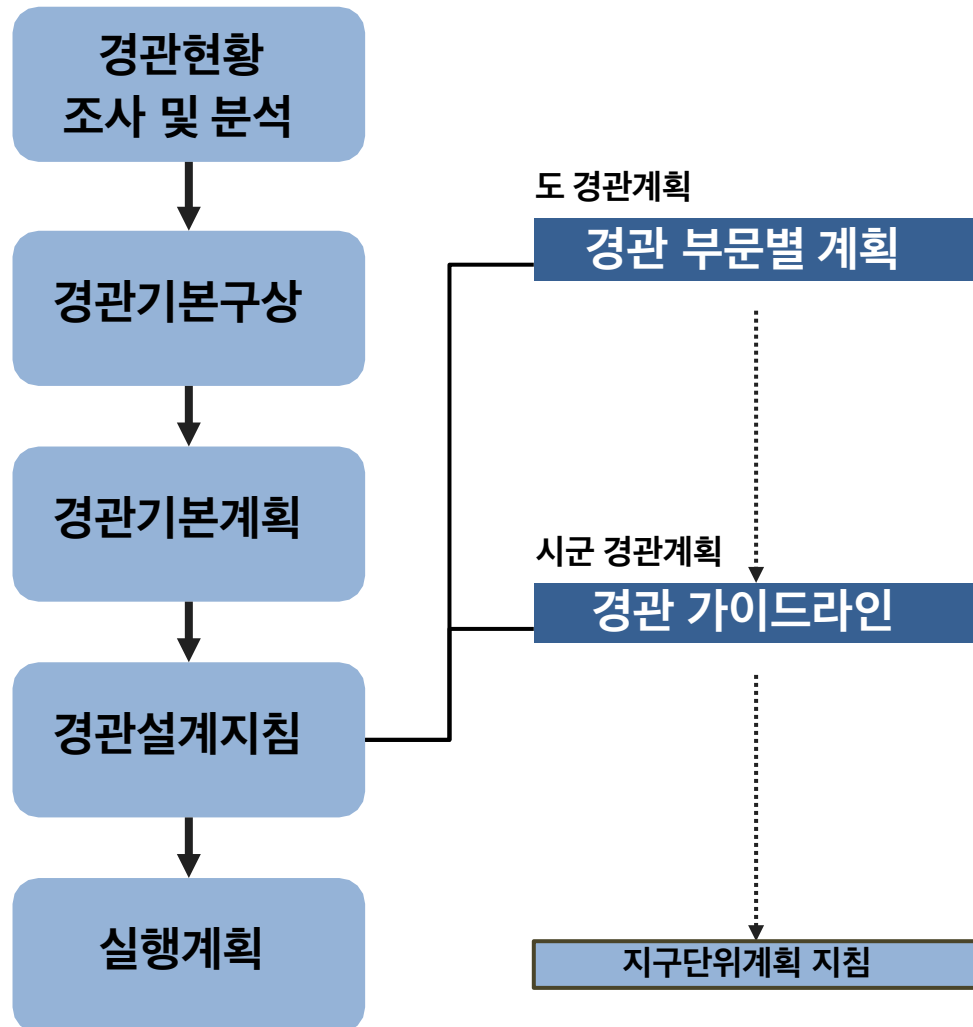 경관현황
조사 및 분석
경관기본구상
경관기본계획
경관설계지침
실행계획
도 경관계획
경관 부문별 계획
시군 경관계획
경관 가이드라인
지구단위계획 지침